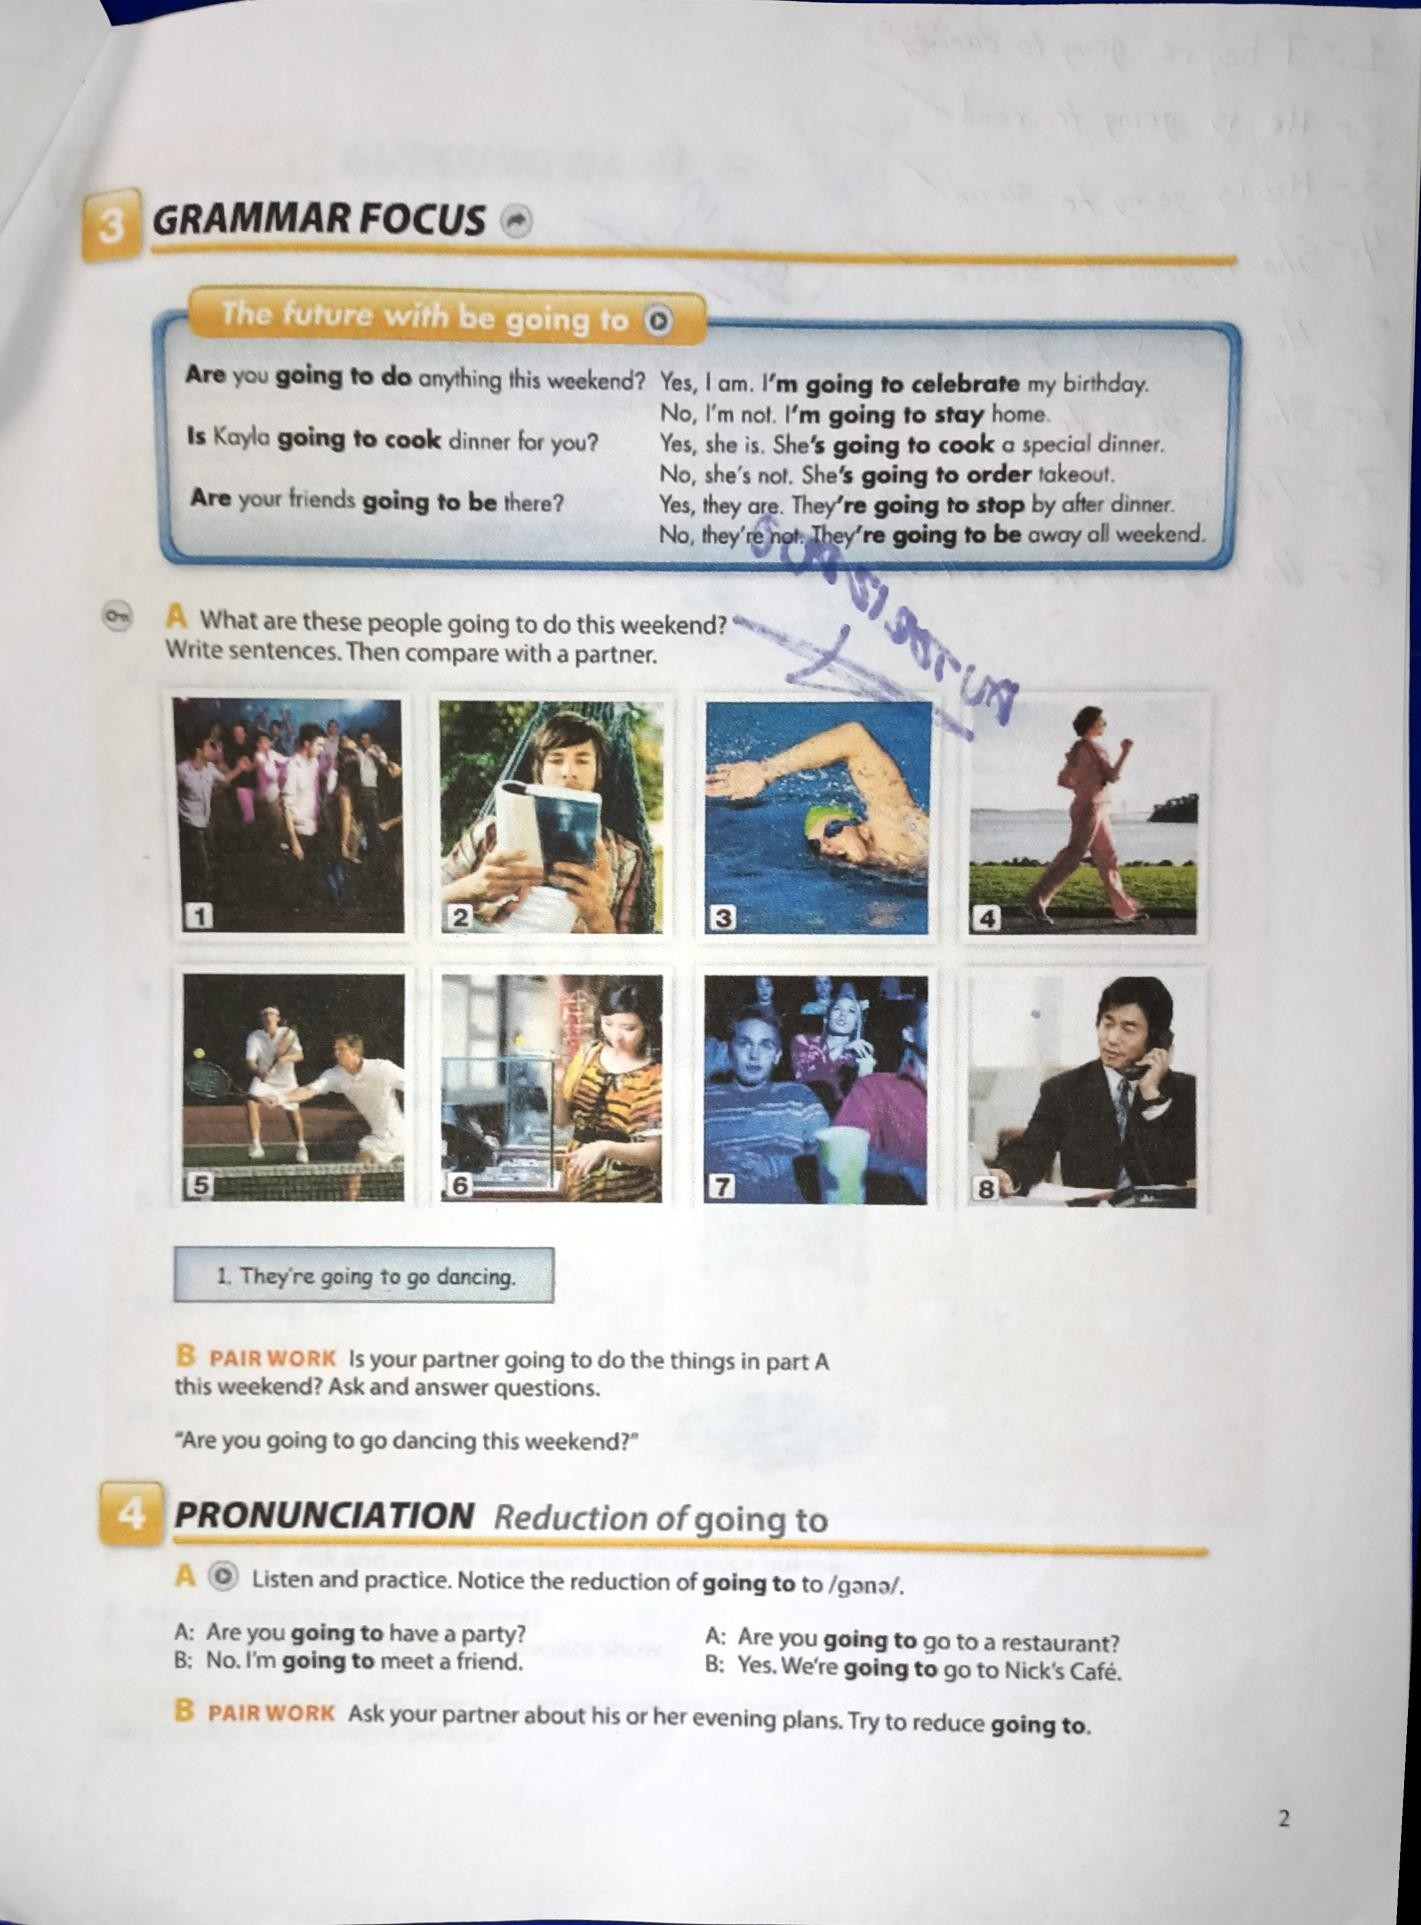 3 GRAMMAR FOCUS
The future with be going to
Are you going to do anything this weekend? Yes, I am. I'm going to celebrate my birthday.
No, I'm not. I'm going to stay home.
Is Kayla going to cook dinner for you? Yes, she is. She's going to cook a special dinner.
No, she's not. She's going to order takeout.
Are your friends going to be there? Yes, they are. They're going to stop by after dinner.
No, they're not. They're going to be away all weekend.
A What are these people going to do this weekend?
Write sentences. Then compare with a partner.
1 2 3 4
5 6 7 8
1. They're going to go dancing.
B PAIR WORK Is your partner going to do the things in part A
this weekend? Ask and answer questions.
"Are you going to go dancing this weekend?"
4 PRONUNCIATION Reduction of going to
A Listen and practice. Notice the reduction of going to to /gənə/.
A: Are you going to have a party?
B: No. I'm going to meet a friend.
A: Are you going to go to a restaurant?
B: Yes. We're going to go to Nick's Café.
B PAIR WORK Ask your partner about his or her evening plans. Try to reduce going to.
2